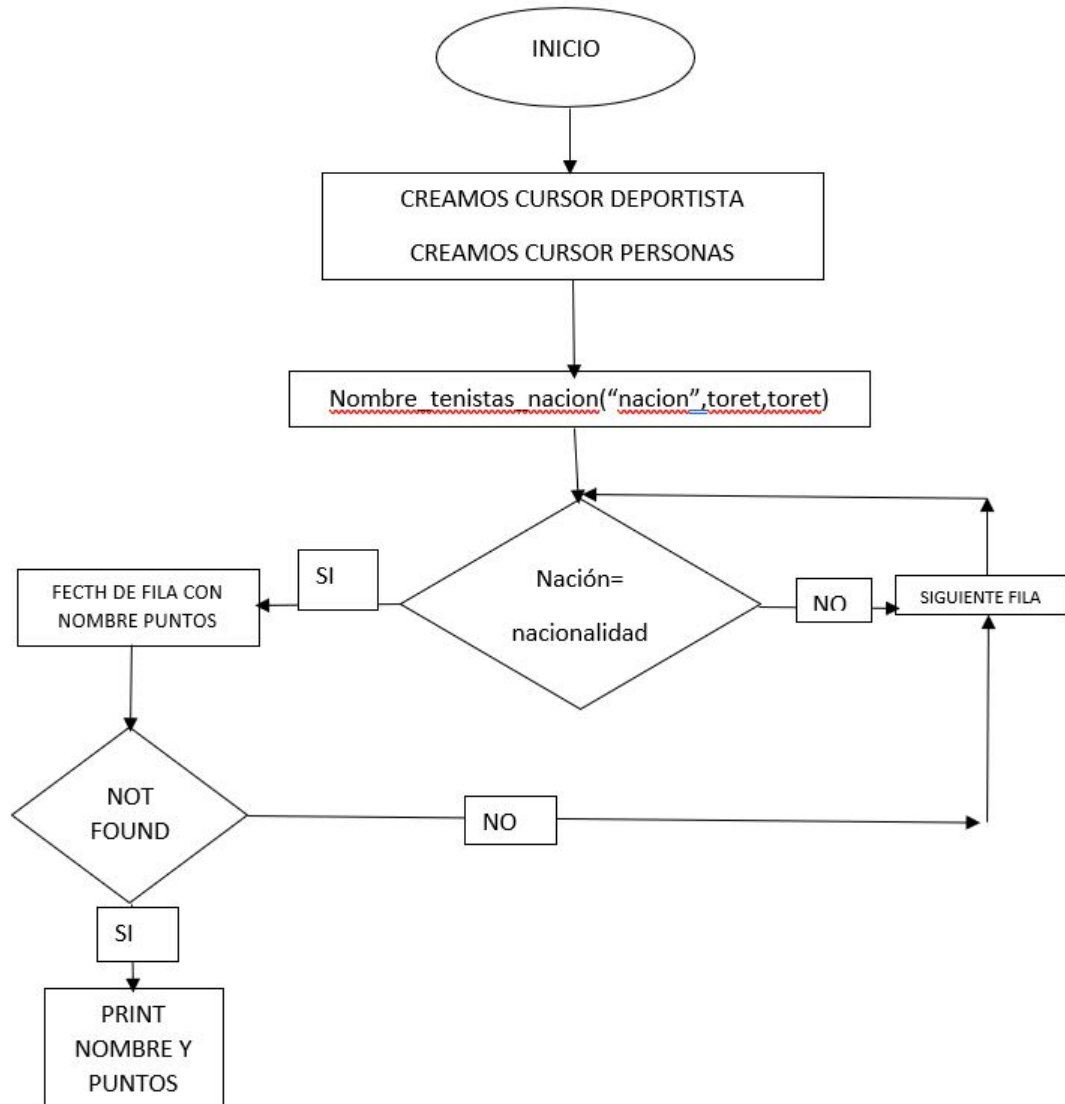 INICIO
CREAMOS CURSOR DEPORTISTA
CREAMOS CURSOR PERSONAS
Nombre_tenistas_nacion(“nacion”,toret,toret)
Nación=
nacionalidad
SI
NO
SIGUIENTE FILA
FECTH DE FILA CON
NOMBRE PUNTOS
NOT
FOUND
NO
SI
PRINT
NOMBRE Y
PUNTOS